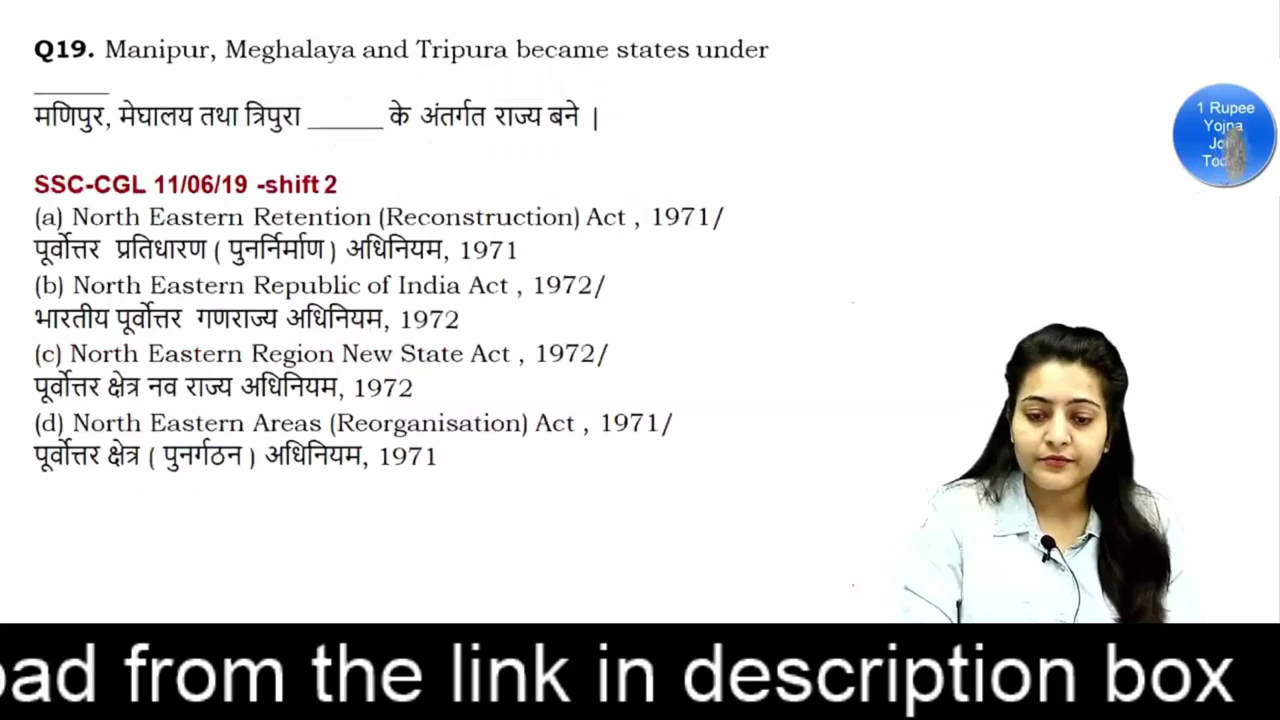 Q19. Manipur, Meghalaya and Tripura became states under
______
मणिपुर, मेघालय तथा त्रिपुरा ______ के अंतर्गत राज्य बने |
SSC-CGL 11/06/19 -shift 2
(a) North Eastern Retention (Reconstruction) Act , 1971/
पूर्वोत्तर प्रतिधारण ( पुनर्निर्माण ) अधिनियम, 1971
(b) North Eastern Republic of India Act , 1972/
भारतीय पूर्वोत्तर गणराज्य अधिनियम, 1972
(c) North Eastern Region New State Act , 1972/
पूर्वोत्तर क्षेत्र नव राज्य अधिनियम, 1972
(d) North Eastern Areas (Reorganisation) Act , 1971/
पूर्वोत्तर क्षेत्र ( पुनर्गठन ) अधिनियम, 1971
1 Rupee
Yojna
from the link in description box